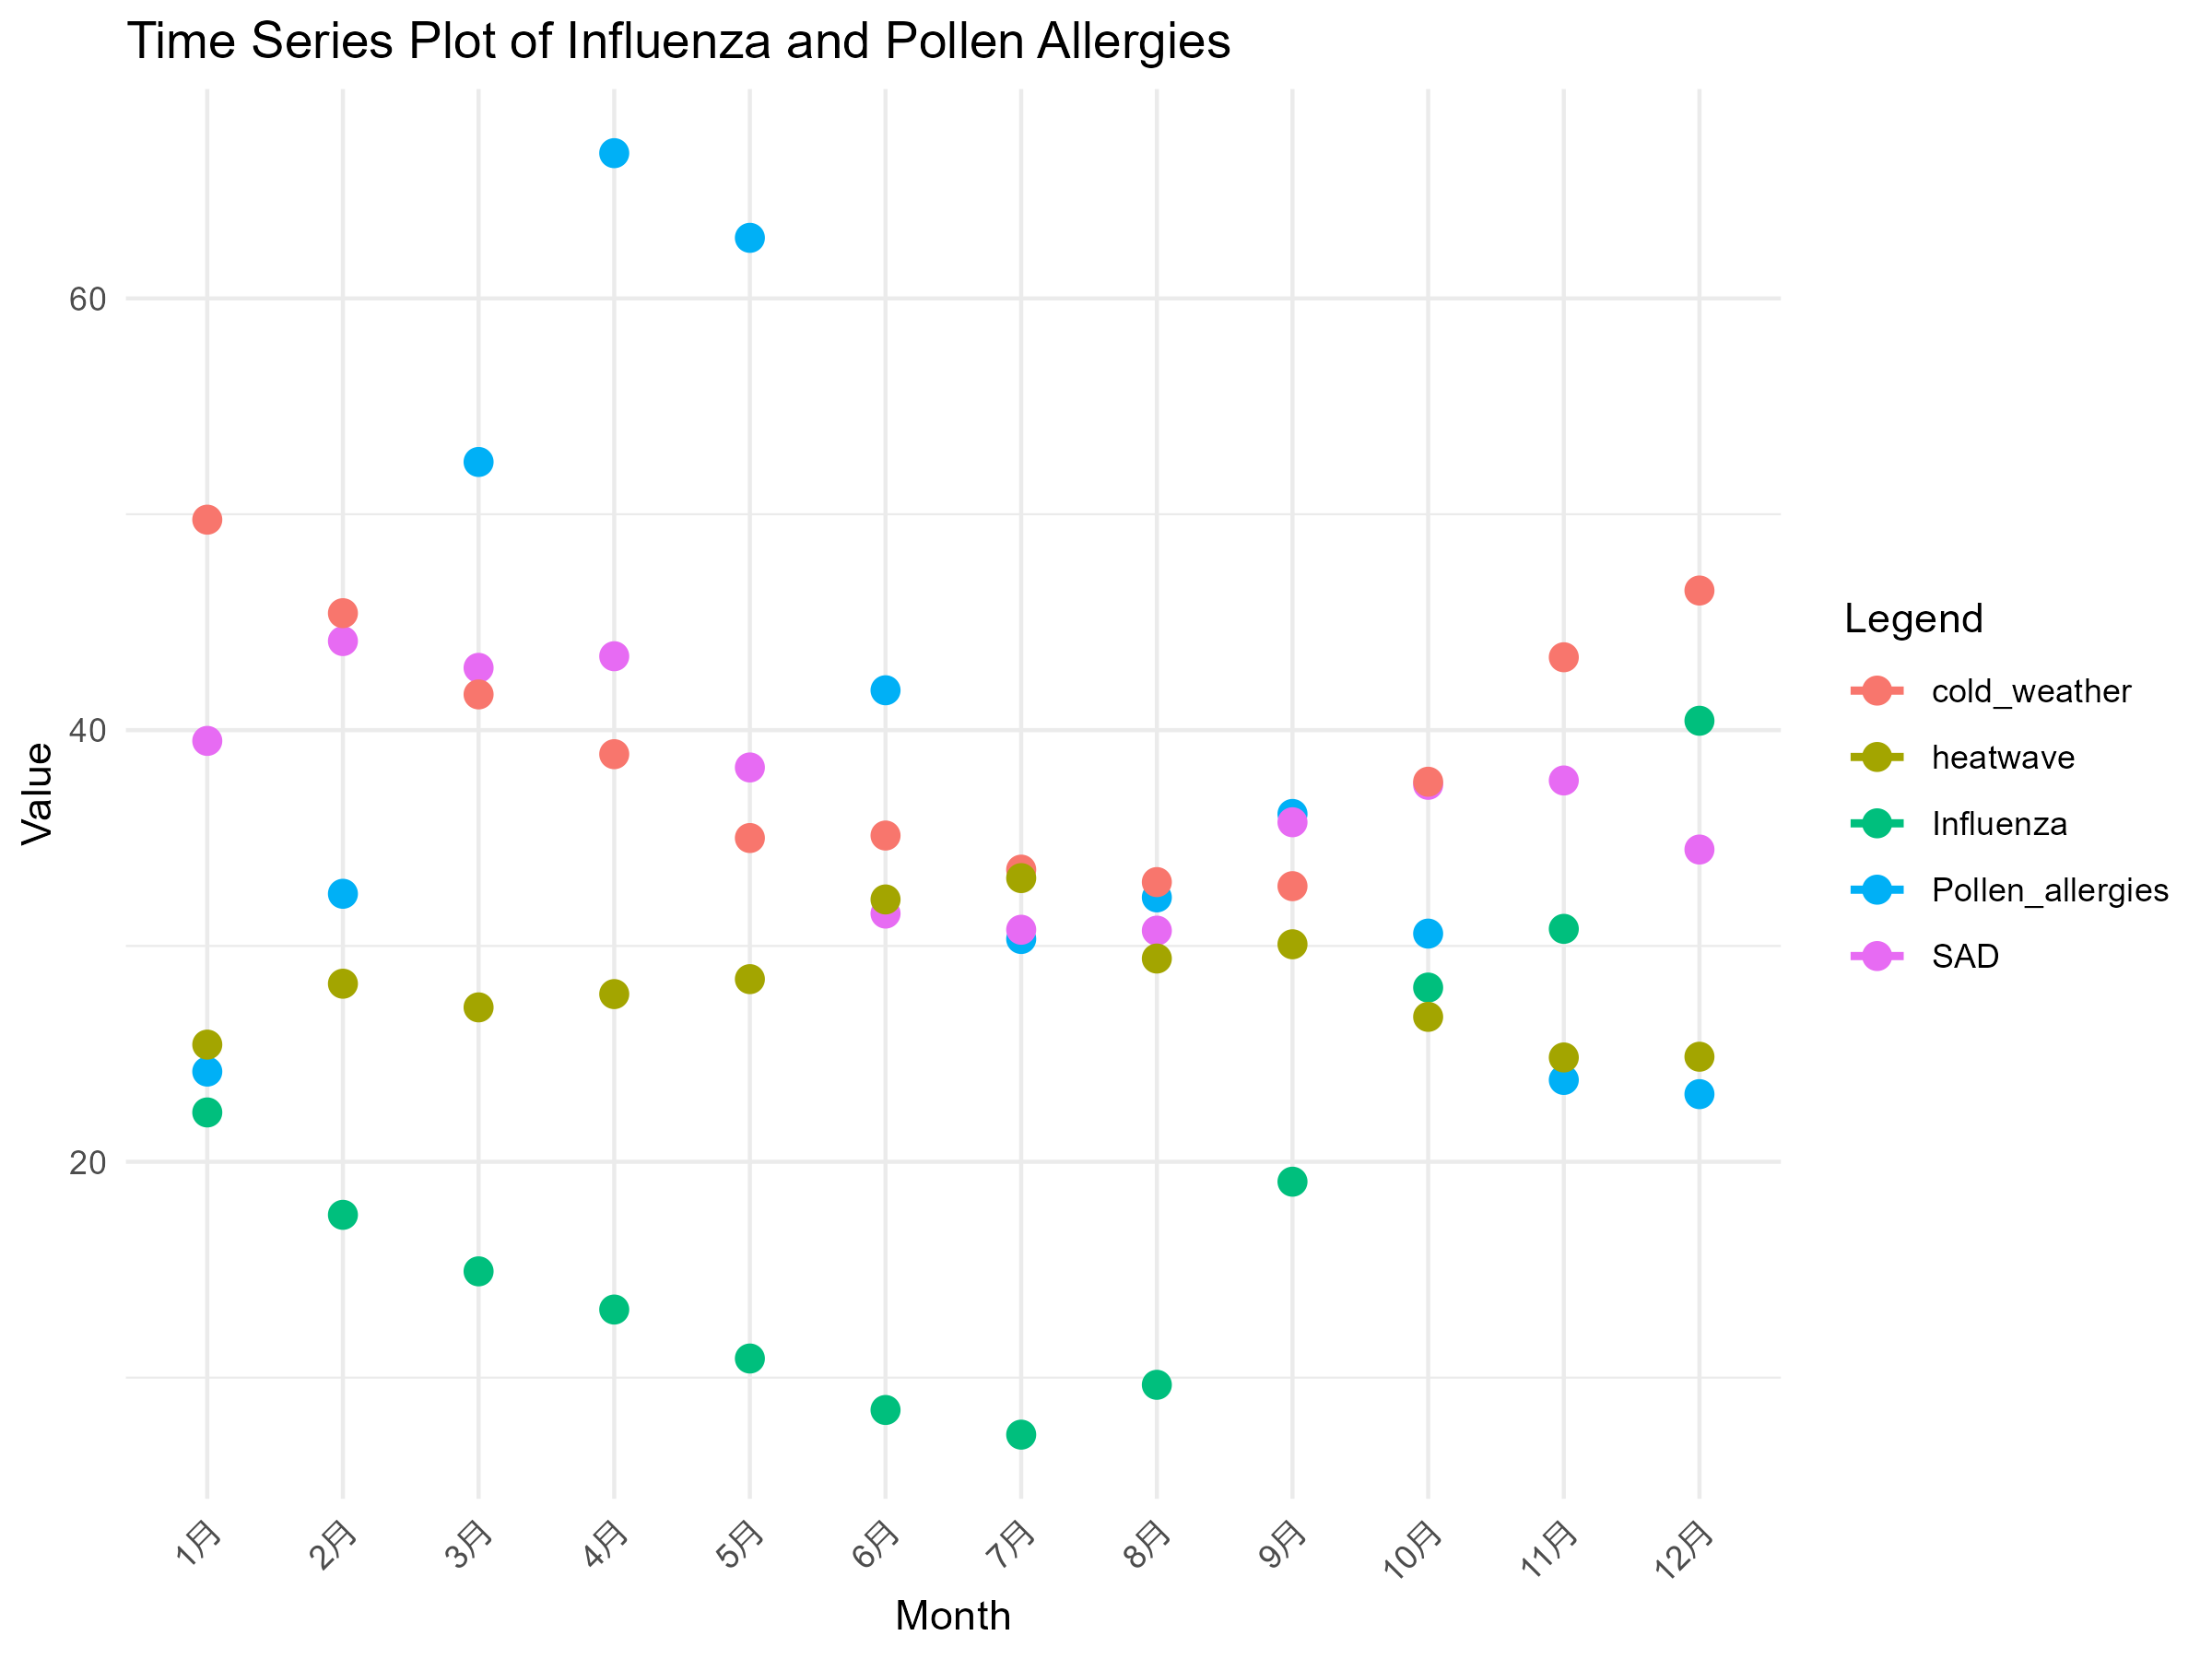 Time Series Plot of Influenza and Pollen Allergies
Value
60
40
20
1月
2月
3月
4月
5月
6月
7月
8月
9月
10月
11月
12月
Month
Legend
cold_weather
heatwave
Influenza
Pollen_allergies
SAD